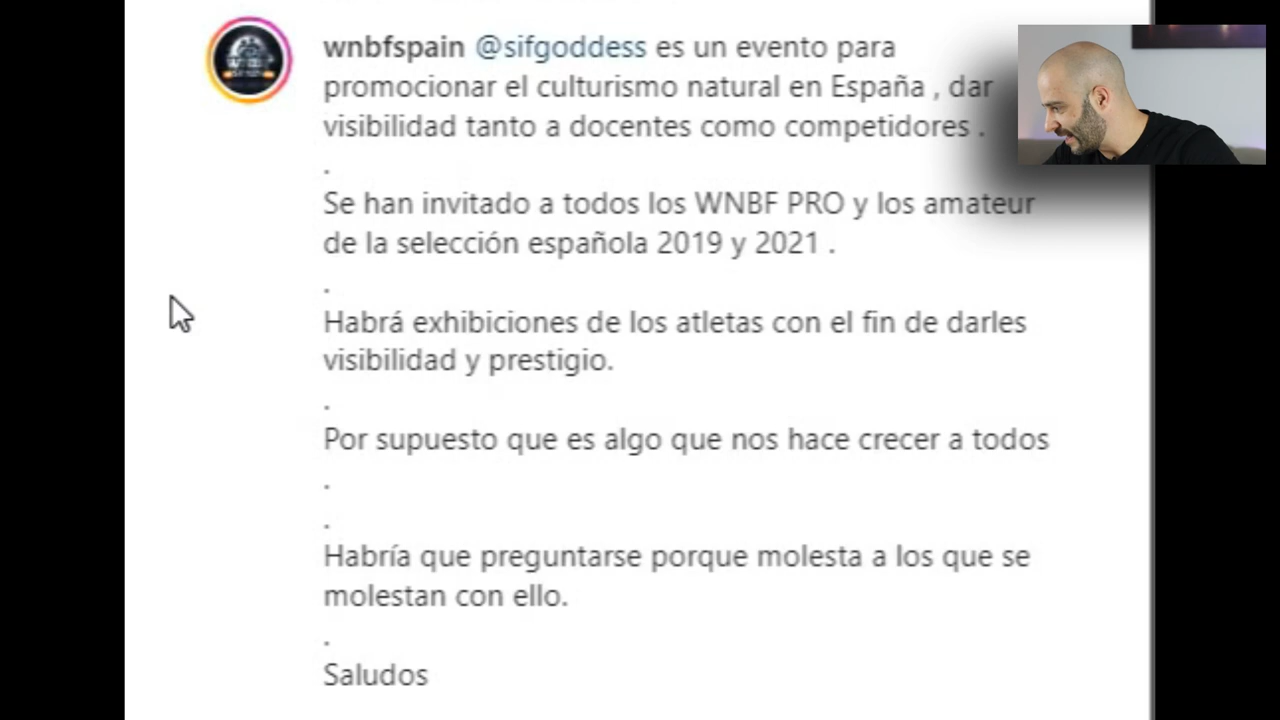 wnbfspain @sifgoddess es un evento para
promocionar el culturismo natural en España , dar
visibilidad tanto a docentes como competidores .
.
Se han invitado a todos los WNBF PRO y los amateur
de la selección española 2019 y 2021 .
.
Habrá exhibiciones de los atletas con el fin de darles
visibilidad y prestigio.
.
Por supuesto que es algo que nos hace crecer a todos
.
.
Habría que preguntarse porque molesta a los que se
molestan con ello.
.
Saludos